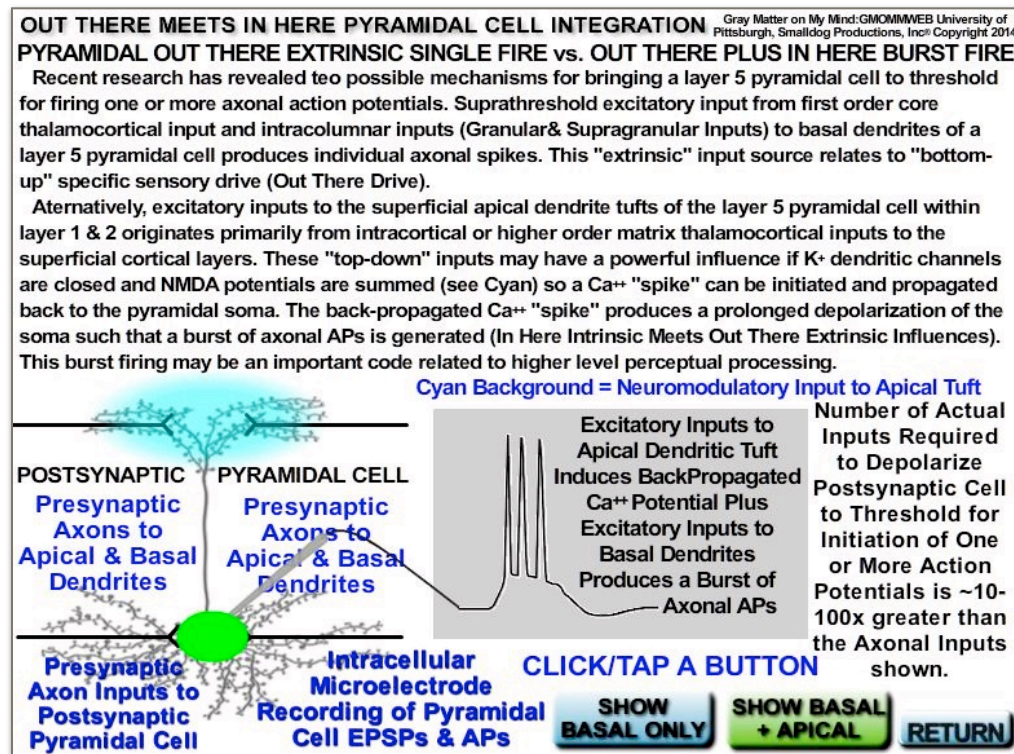 OUT THERE MEETS IN HERE PYRAMIDAL CELL INTEGRATION
Gray Matter on My Mind:GMOMMWEB University of
Pittsburgh, Smalldog Productions, Inc® Copyright 2014
PYRAMIDAL OUT THERE EXTRINSIC SINGLE FIRE vs. OUT THERE PLUS IN HERE BURST FIRE
Recent research has revealed teo possible mechanisms for bringing a layer 5 pyramidal cell to threshold
for firing one or more axonal action potentials. Suprathreshold excitatory input from first order core
thalamocortical input and intracolumnar inputs (Granular& Supragranular Inputs) to basal dendrites of a
layer 5 pyramidal cell produces individual axonal spikes. This "extrinsic" input source relates to "bottom-
up" specific sensory drive (Out There Drive).
Aternatively, excitatory inputs to the superficial apical dendrite tufts of the layer 5 pyramidal cell within
layer 1 & 2 originates primarily from intracortical or higher order matrix thalamocortical inputs to the
superficial cortical layers. These "top-down" inputs may have a powerful influence if K+ dendritic channels
are closed and NMDA potentials are summed (see Cyan) so a Ca++ "spike" can be initiated and propagated
back to the pyramidal soma. The back-propagated Ca++ "spike" produces a prolonged depolarization of the
soma such that a burst of axonal APs is generated (In Here Intrinsic Meets Out There Extrinsic Influences).
This burst firing may be an important code related to higher level perceptual processing.
Cyan Background = Neuromodulatory Input to Apical Tuft
POSTSYNAPTIC PYRAMIDAL CELL
Presynaptic
Axons to
Apical & Basal
Dendrites
Presynaptic
Axons to
Apical & Basal
Dendrites
Excitatory Inputs to
Apical Dendritic Tuft
Induces BackPropagated
Ca++ Potential Plus
Excitatory Inputs to
Basal Dendrites
Produces a Burst of
Axonal APs
Number of Actual
Inputs Required
to Depolarize
Postsynaptic Cell
to Threshold for
Initiation of One
or More Action
Potentials is ~10-
100x greater than
the Axonal Inputs
shown.
Presynaptic
Axon Inputs to
Postsynaptic
Pyramidal Cell
Intracellular
Microelectrode
Recording of Pyramidal
Cell EPSPs & APs
CLICK/TAP A BUTTON
SHOW
BASAL ONLY
SHOW BASAL
+ APICAL
RETURN